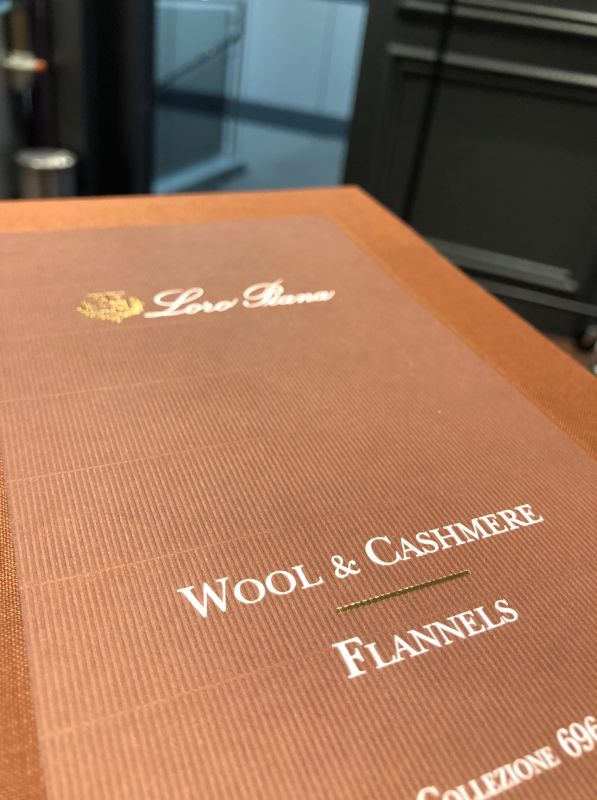 Loro Piana
WOOL & CASHMERE
FLANNELS
COLLEZIONE 696